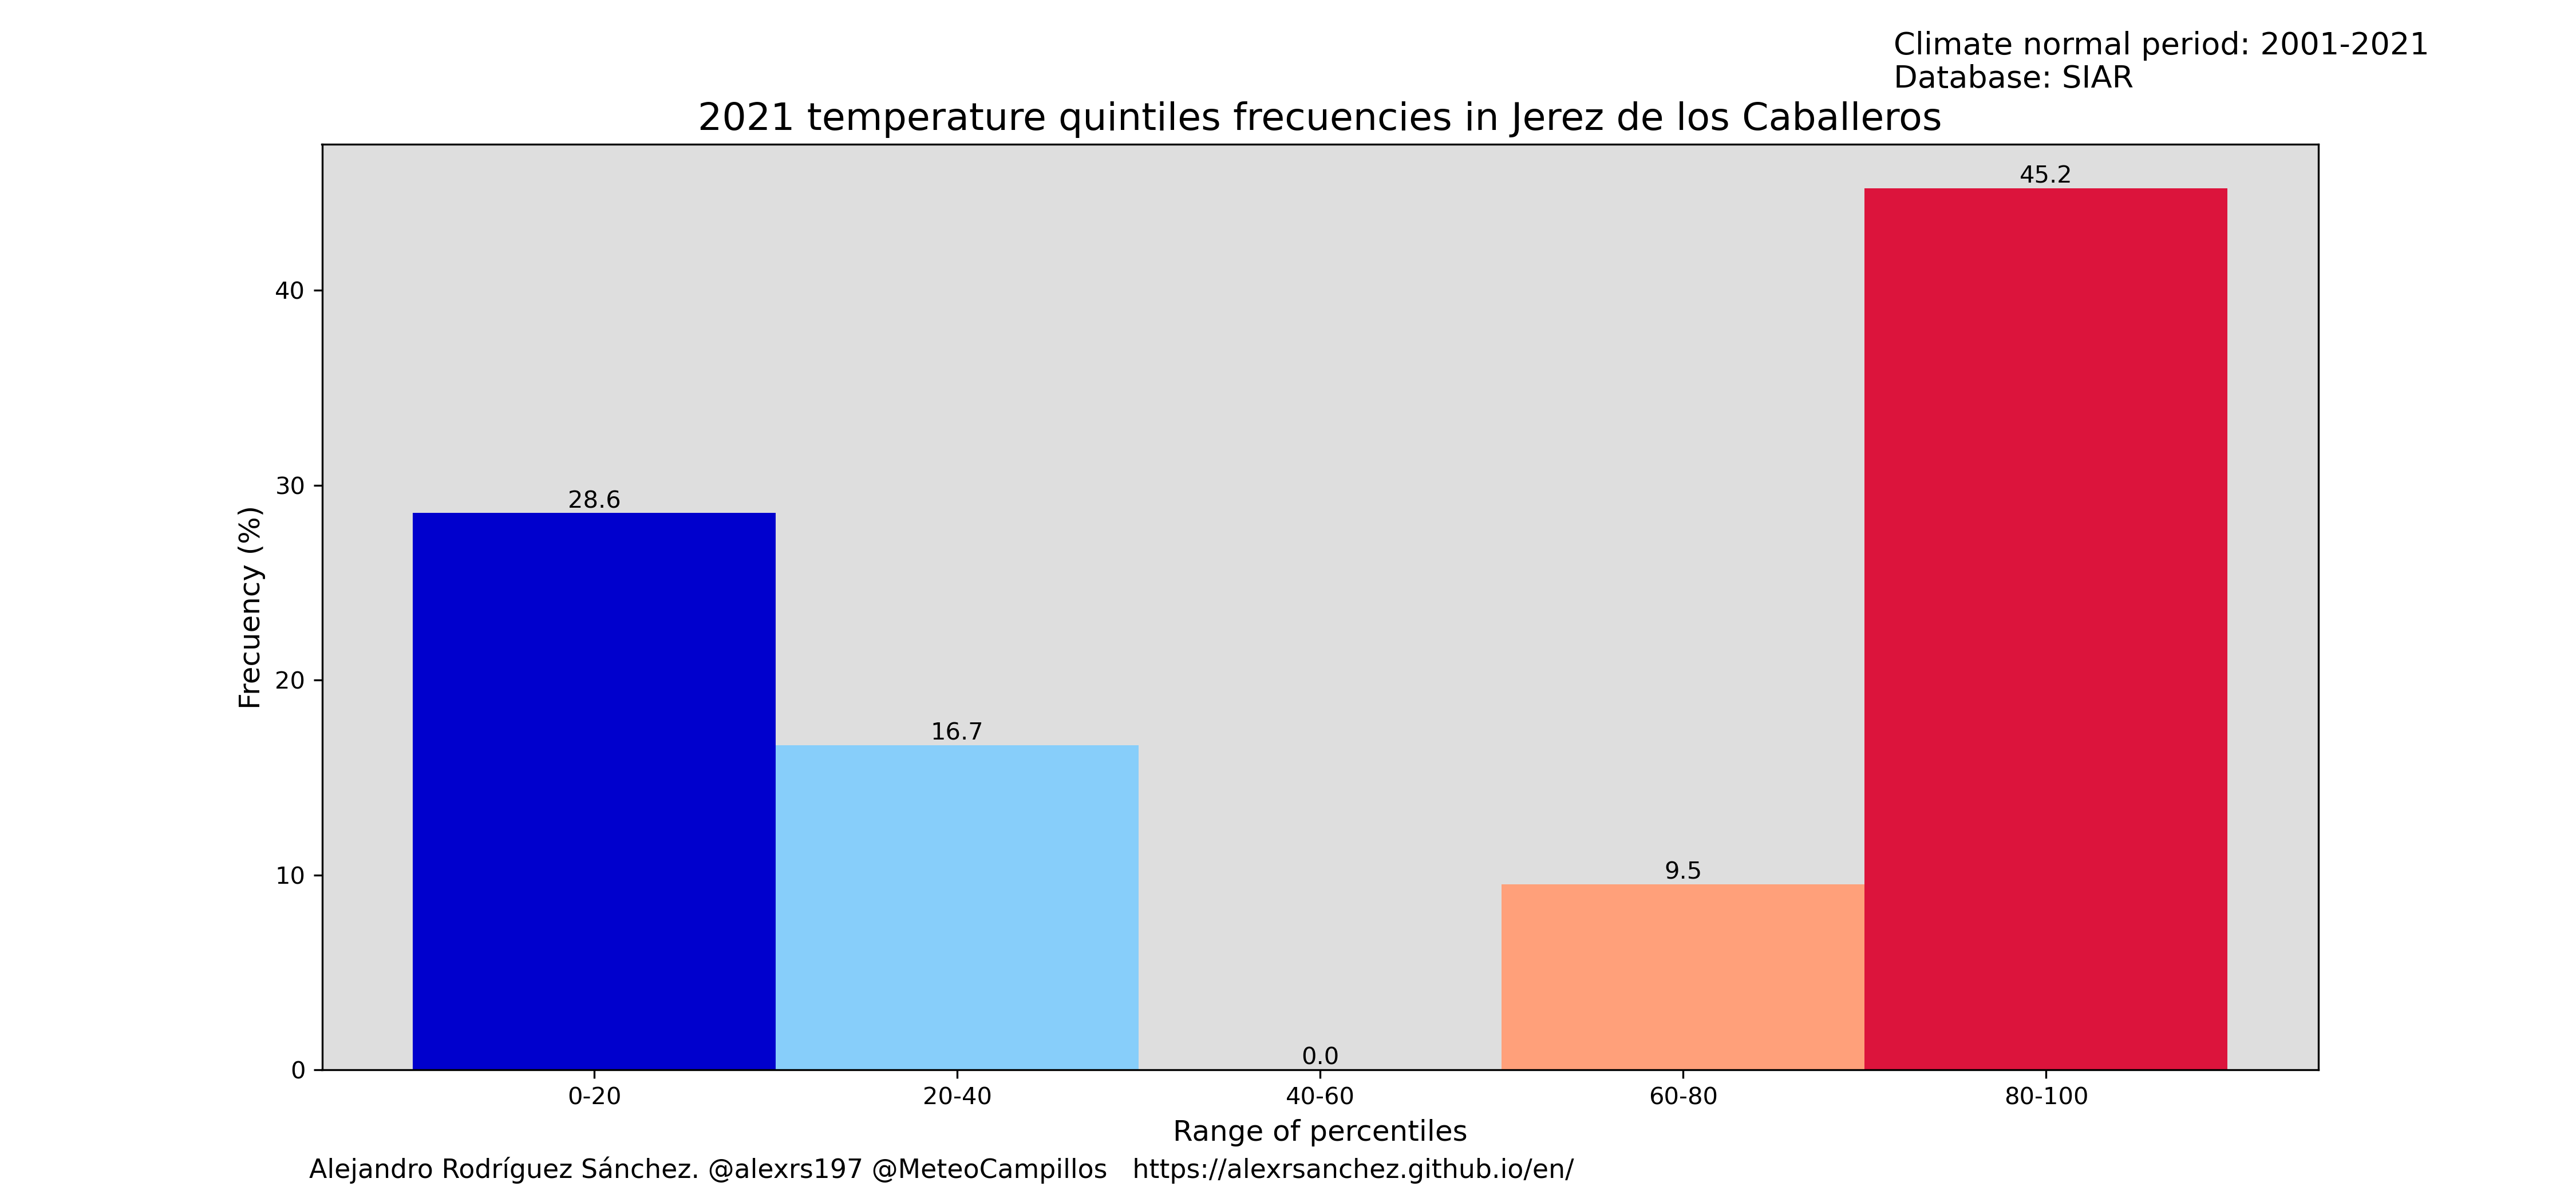 Climate normal period: 2001-2021
Database: SIAR
2021 temperature quintiles frecuencies in Jerez de los Caballeros
45.2
40
30
28.6
Frecuency (%)
20
16.7
10
9.5
0
0.0
0-20 20-40 40-60 60-80 80-100
Range of percentiles
Alejandro Rodríguez Sánchez. @alexrs197 @MeteoCampillos https://alexrsanchez.github.io/en/